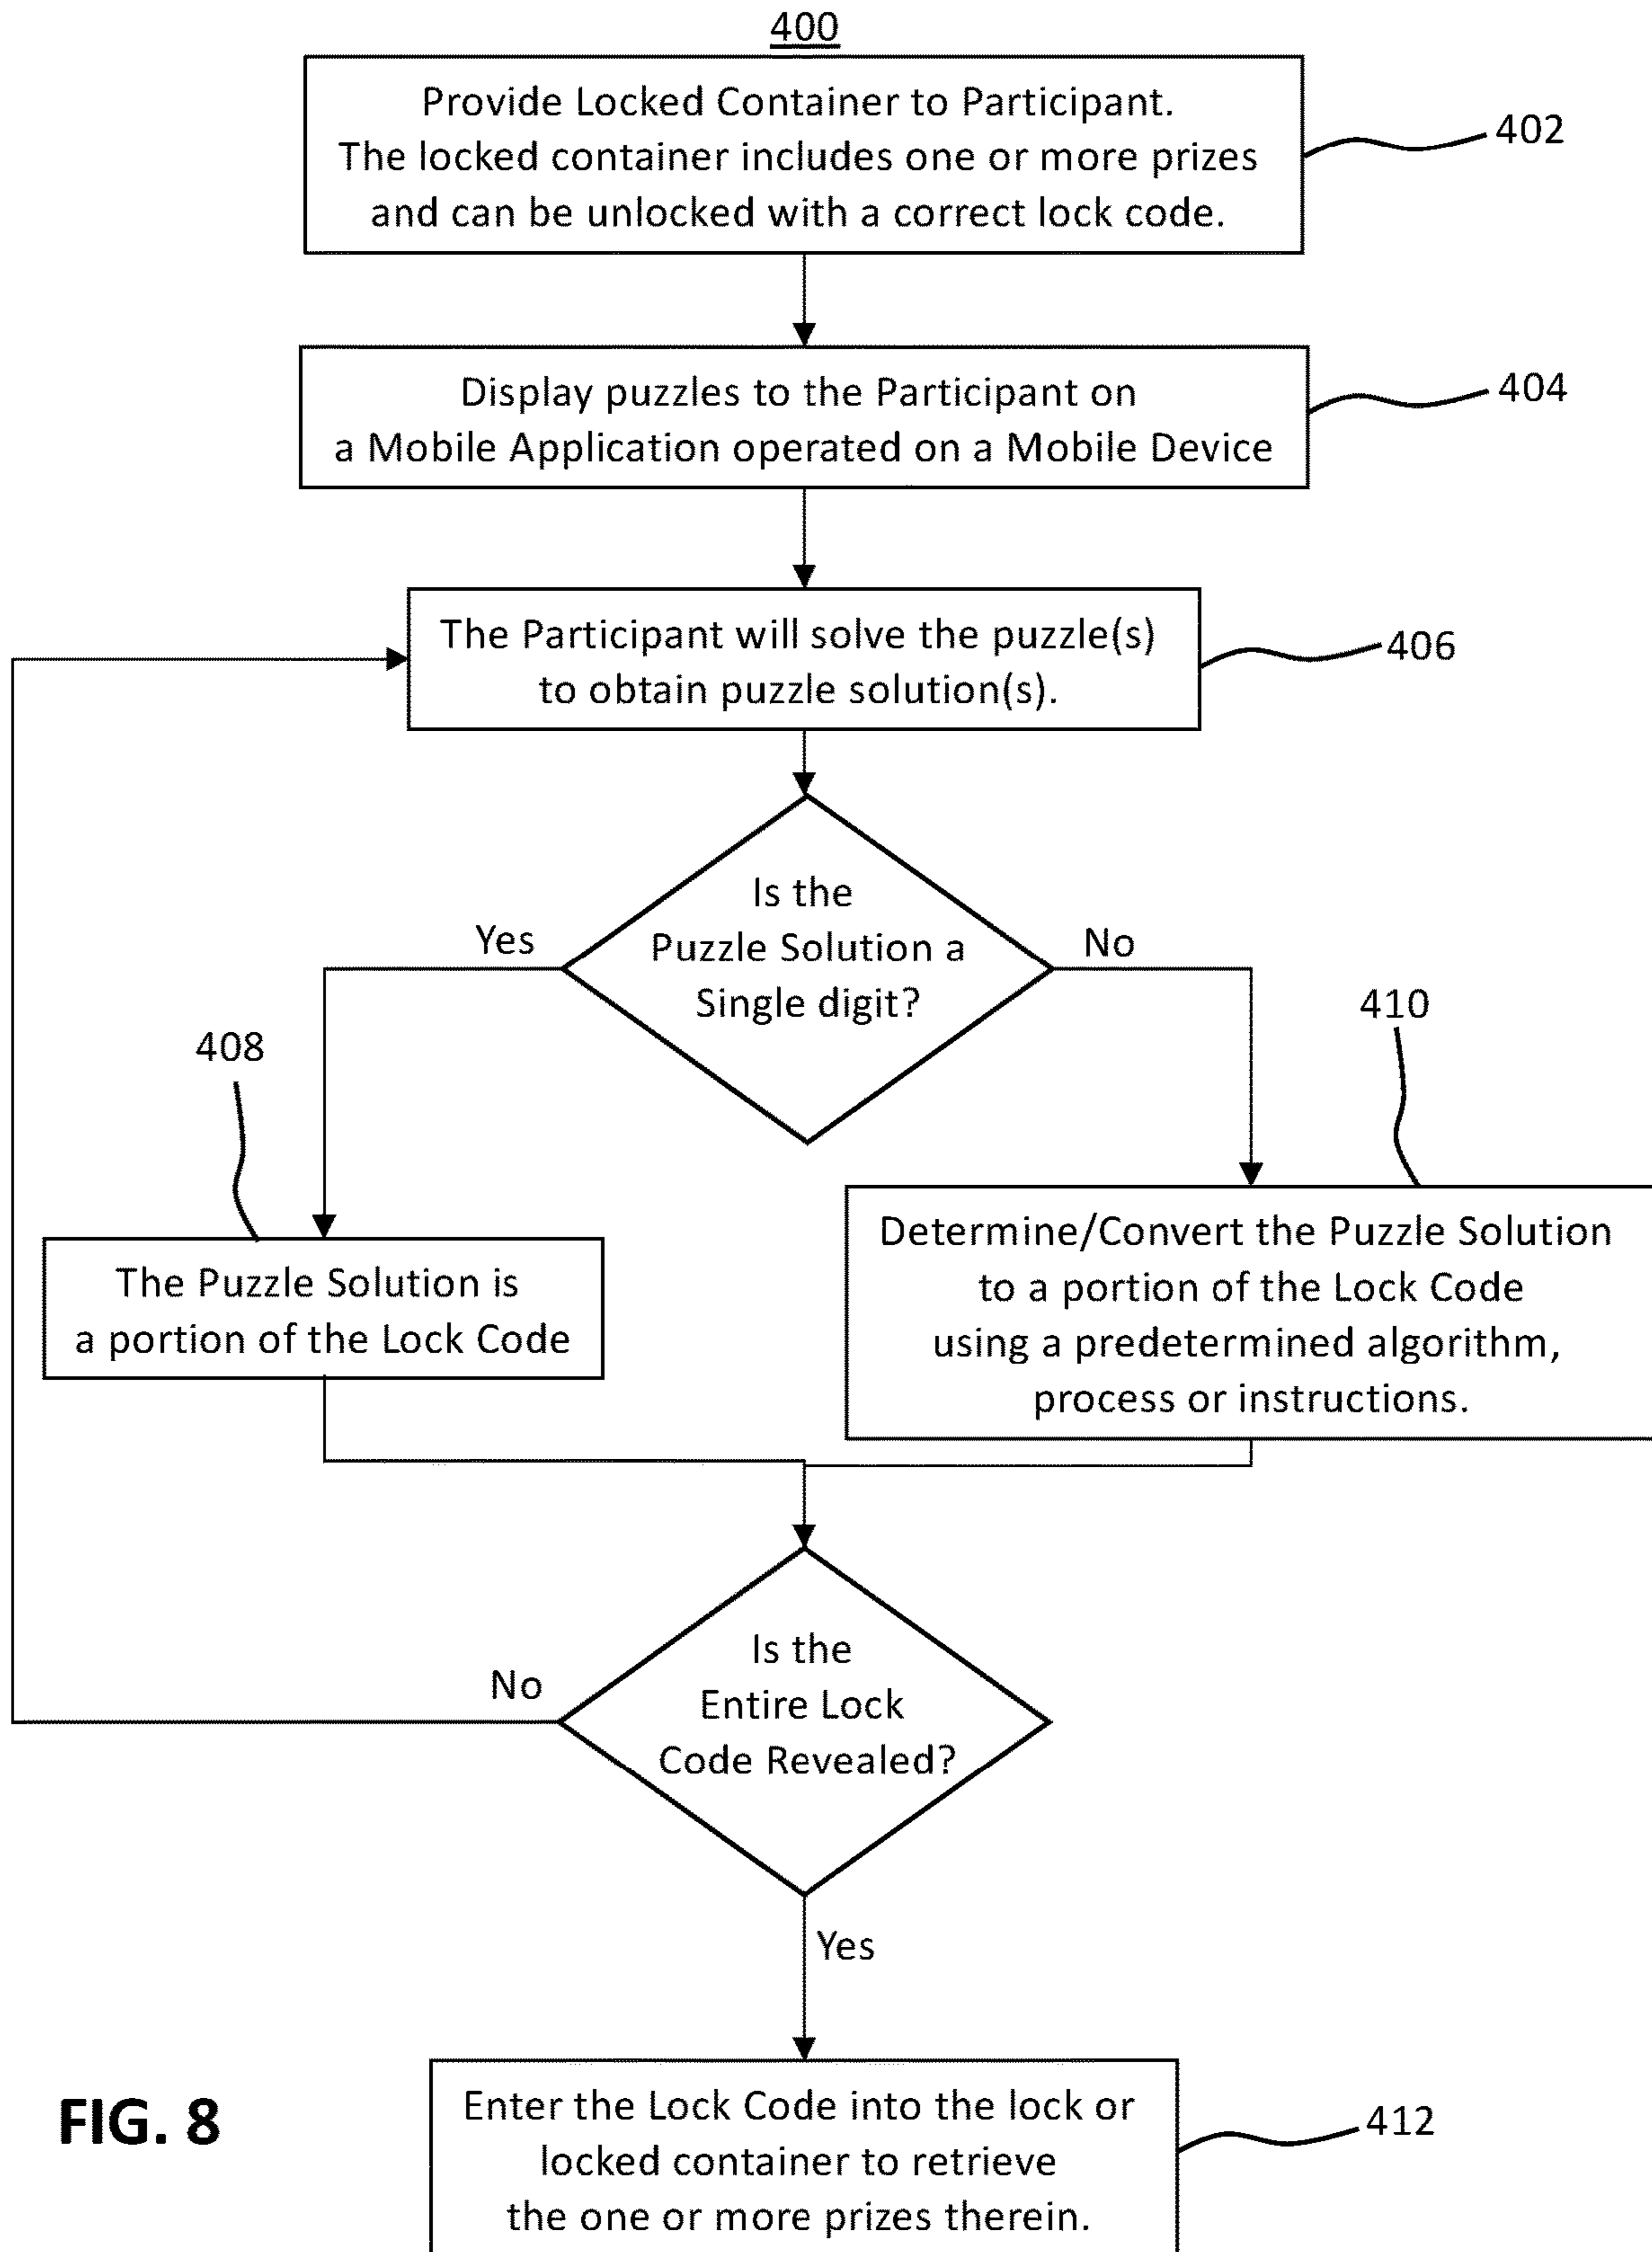 400
Provide Locked Container to Participant.
The locked container includes one or more prizes
and can be unlocked with a correct lock code.
402
Display puzzles to the Participant on
a Mobile Application operated on a Mobile Device
404
The Participant will solve the puzzle(s)
to obtain puzzle solution(s).
406
Is the
Puzzle Solution a
Single digit?
Yes
No
408
The Puzzle Solution is
a portion of the Lock Code
410
Determine/Convert the Puzzle Solution
to a portion of the Lock Code
using a predetermined algorithm,
process or instructions.
Is the
Entire Lock
Code Revealed?
No
Yes
Enter the Lock Code into the lock or
locked container to retrieve
the one or more prizes therein.
412
FIG. 8